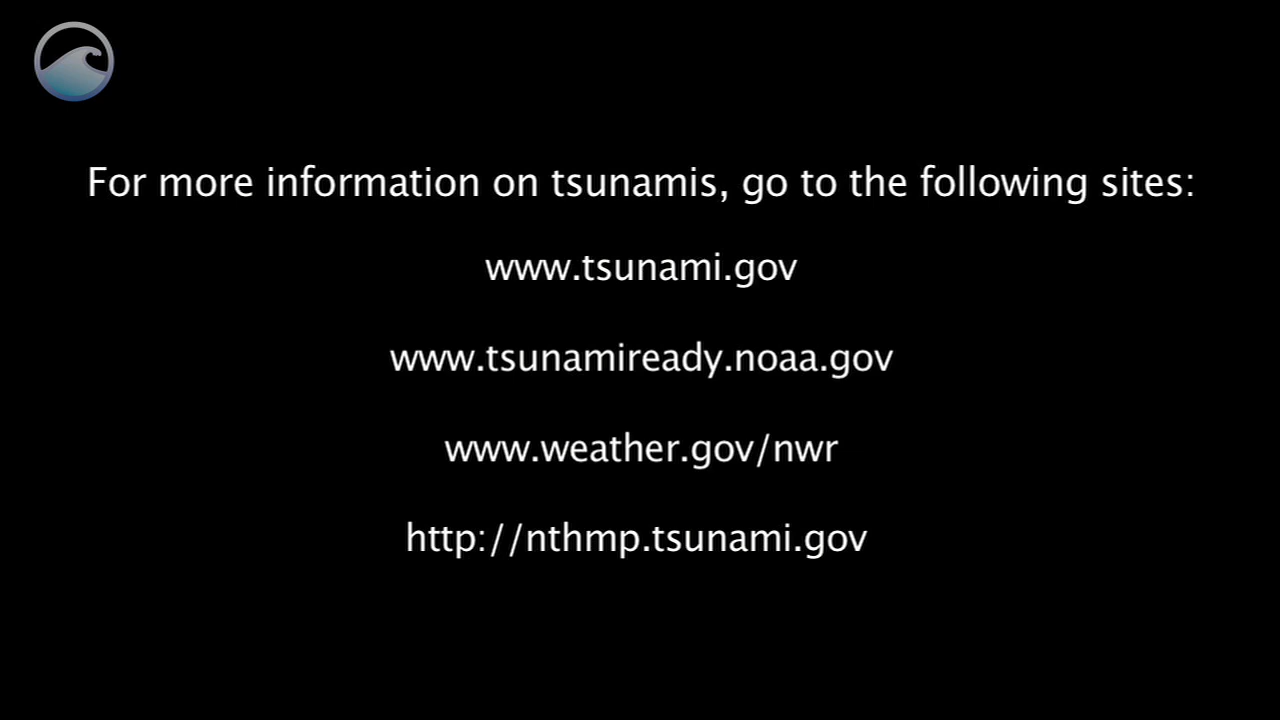 For more information on tsunamis, go to the following sites:
www.tsunami.gov
www.tsunamiready.noaa.gov
www.weather.gov/nwr
http://nthmp.tsunami.gov